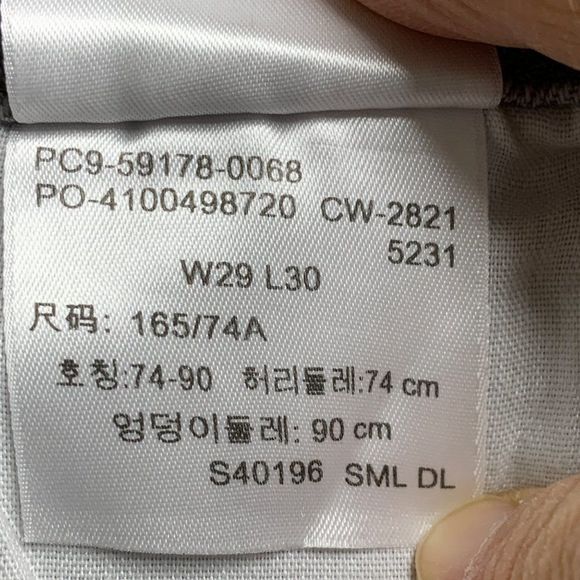 PC9-59178-0068
PO-4100498720 CW-2821
5231
W29 L30
尺码: 165/74A
호칭:74-90 허리둘레:74 cm
엉덩이둘레: 90 cm
S40196 SML DL